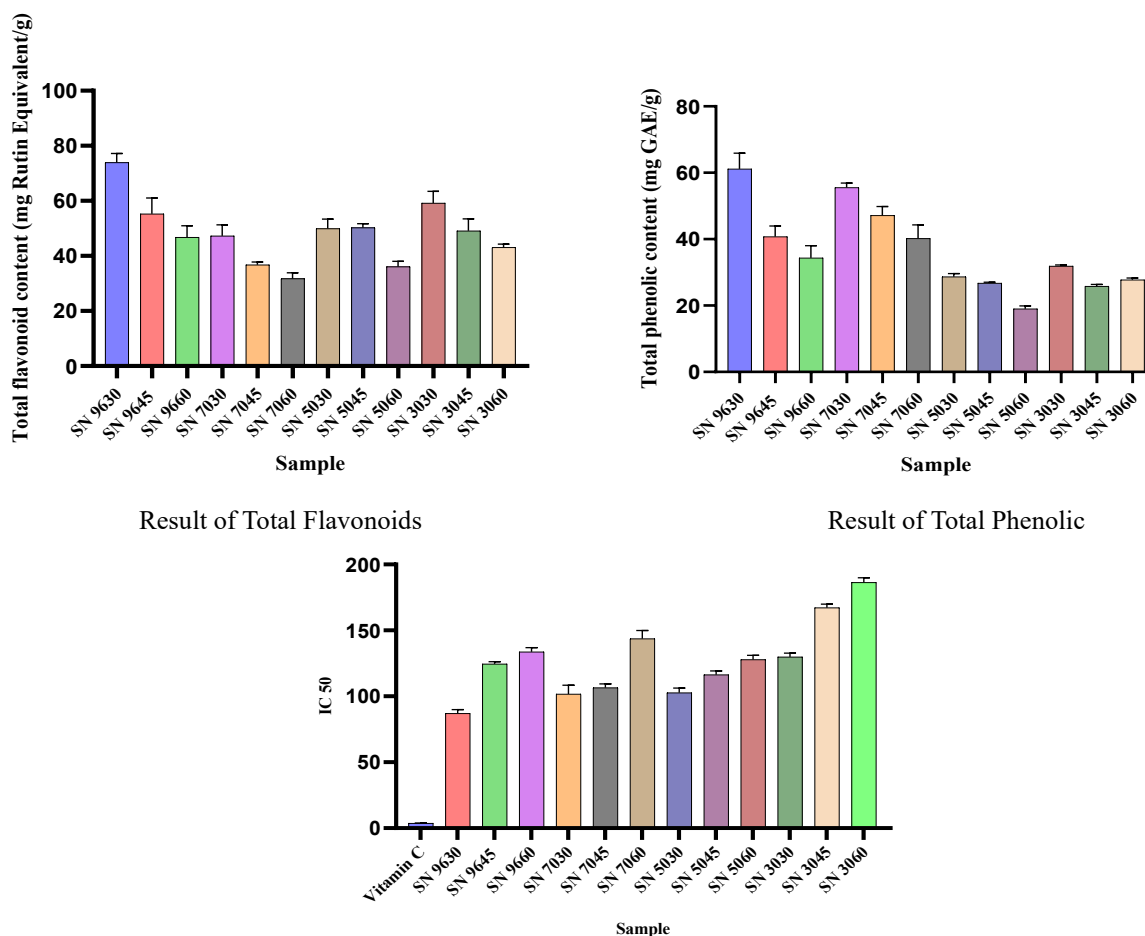 Total flavonoid content (mg Rutin Equivalent/g)
100
80
60
40
20
0
SN 9630
SN 9645
SN 9660
SN 7030
SN 7045
SN 7060
SN 5030
SN 5045
SN 5060
SN 3030
SN 3045
SN 3060
Sample
Total phenolic content (mg GAE/g)
80
60
40
20
0
SN 9630
SN 9645
SN 9660
SN 7030
SN 7045
SN 7060
SN 5030
SN 5045
SN 5060
SN 3030
SN 3045
SN 3060
Sample
Result of Total Flavonoids
Result of Total Phenolic
IC 50
200
150
100
50
0
Vitamin C
SN 9630
SN 9645
SN 9660
SN 7030
SN 7045
SN 7060
SN 5030
SN 5045
SN 5060
SN 3030
SN 3045
SN 3060
Sample